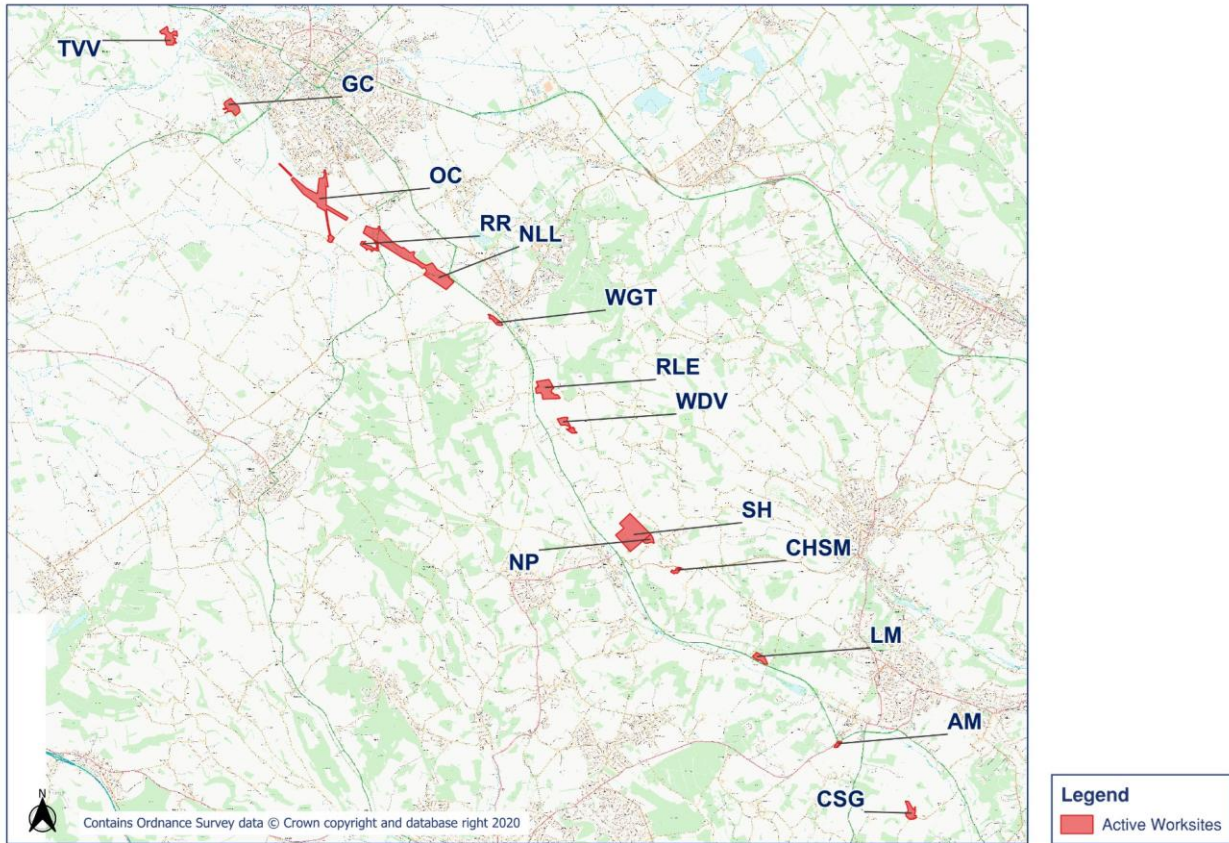 TVV
GC
OC
RR
NLL
WGT
RLE
WDV
SH
NP
CHSM
LM
AM
CSG
N
Contains Ordnance Survey data © Crown copyright and database right 2020
Legend
Active Worksites